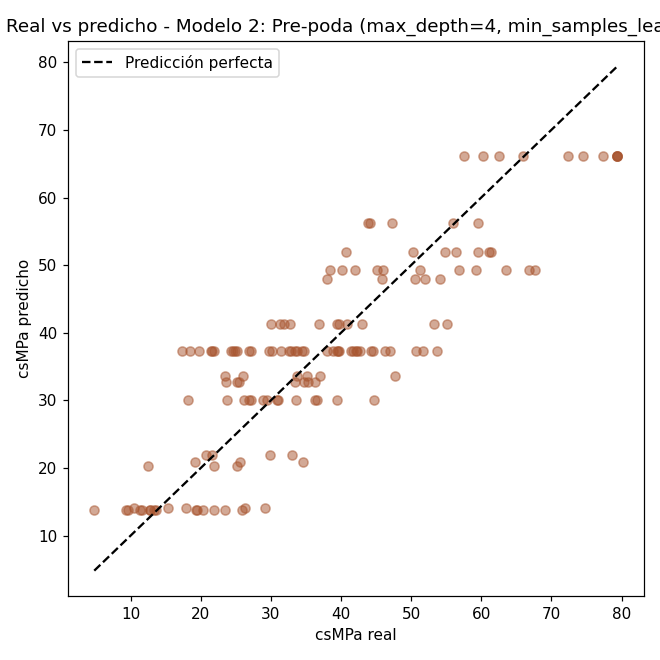 Real vs predicho - Modelo 2: Pre-poda (max_depth=4, min_samples_lea
Predicción perfecta
80
70
60
50
40
30
20
10
csMPa predicho
10 20 30 40 50 60 70 80
csMPa real